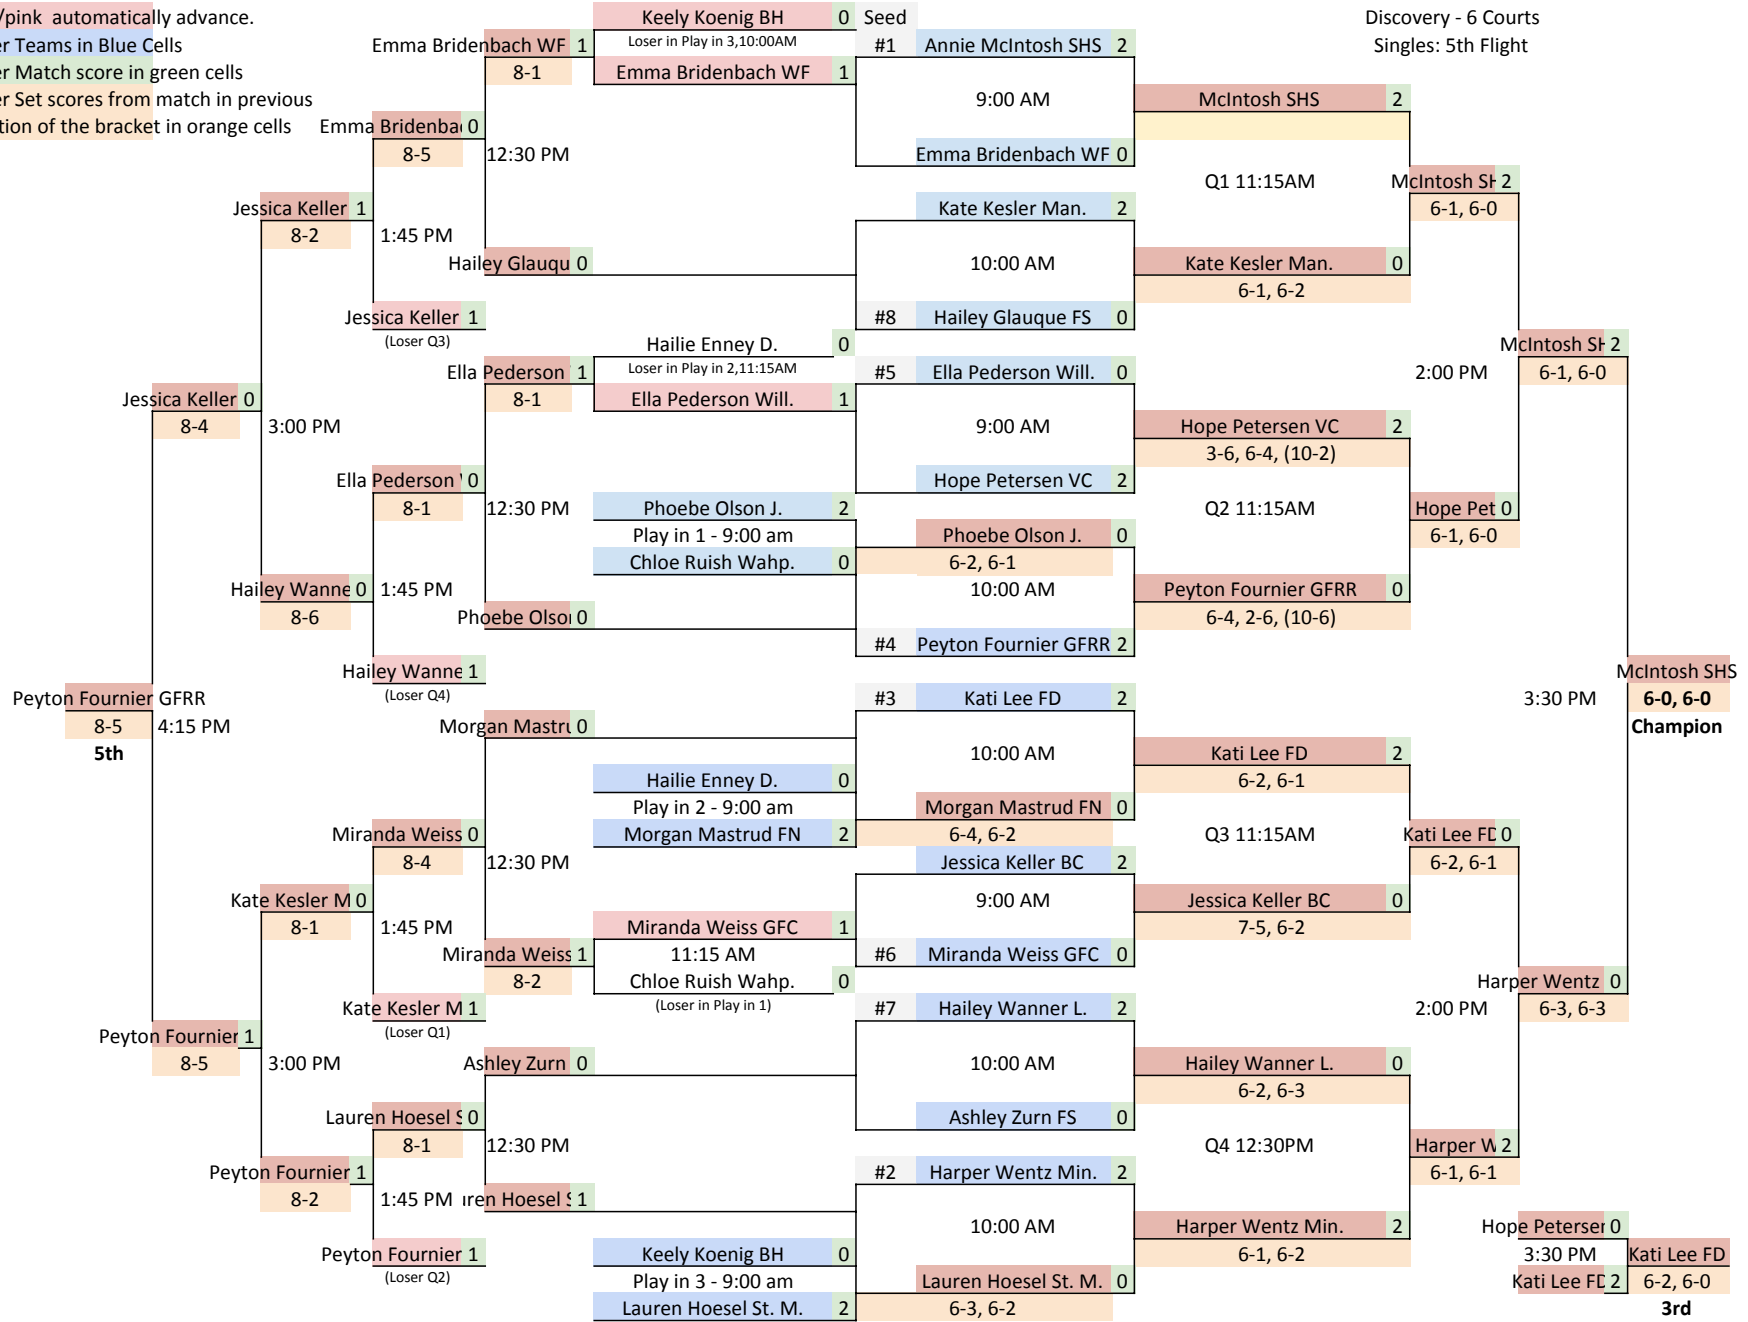 /pink  automatically advance.
er Teams in Blue Cells
er Match score in green cells
er Set scores from match in previous
tion of the bracket in orange cells
Discovery - 6 Courts
Singles: 5th Flight
Peyton Fournier GFRR
8-5
4:15 PM
5th
Jessica Keller 0
8-4
3:00 PM
Peyton Fournier 1
8-5
3:00 PM
Jessica Keller 1
8-2
1:45 PM
Hailey Wanne 0
8-6
1:45 PM
Kate Kesler M 0
8-1
1:45 PM
Peyton Fournier 1
8-2
1:45 PM
Emma Bridenba 0
8-5
12:30 PM
Jessica Keller 1
(Loser Q3)
Ella Pederson 0
8-1
12:30 PM
Hailey Wanne 1
(Loser Q4)
Miranda Weiss 0
8-4
12:30 PM
Kate Kesler M 1
(Loser Q1)
Lauren Hoesel S 0
8-1
12:30 PM
Peyton Fournier 1
(Loser Q2)
Emma Bridenbach WF 1
8-1
Hailey Glauqu 0
Ella Pederson 1
8-1
Phoebe Olso 0
Morgan Mastru 0
Miranda Weiss 1
8-2
Ashley Zurn 0
ren Hoesel S 1
Keely Koenig BH 0
Loser in Play in 3,10:00AM
Emma Bridenbach WF 1
Hailie Enney D. 0
Loser in Play in 2,11:15AM
Ella Pederson Will. 1
Phoebe Olson J. 2
Play in 1 - 9:00 am
Chloe Ruish Wahp. 0
Hailie Enney D. 0
Play in 2 - 9:00 am
Morgan Mastrud FN 2
Miranda Weiss GFC 1
11:15 AM
Chloe Ruish Wahp. 0
(Loser in Play in 1)
Keely Koenig BH 0
Play in 3 - 9:00 am
Lauren Hoesel St. M. 2
Seed
#1 Annie McIntosh SHS 2
9:00 AM
Emma Bridenbach WF 0
Kate Kesler Man. 2
10:00 AM
#8 Hailey Glauque FS 0
#5 Ella Pederson Will. 0
9:00 AM
Hope Petersen VC 2
Phoebe Olson J. 0
6-2, 6-1
10:00 AM
#4 Peyton Fournier GFRR 2
#3 Kati Lee FD 2
10:00 AM
Morgan Mastrud FN 0
6-4, 6-2
Jessica Keller BC 2
9:00 AM
#6 Miranda Weiss GFC 0
#7 Hailey Wanner L. 2
10:00 AM
Ashley Zurn FS 0
#2 Harper Wentz Min. 2
10:00 AM
Lauren Hoesel St. M. 0
6-3, 6-2
McIntosh SHS 2
Q1 11:15AM
Kate Kesler Man. 0
6-1, 6-2
Hope Petersen VC 2
3-6, 6-4, (10-2)
Q2 11:15AM
Peyton Fournier GFRR 0
6-4, 2-6, (10-6)
Kati Lee FD 2
6-2, 6-1
Q3 11:15AM
Jessica Keller BC 0
7-5, 6-2
Hailey Wanner L. 0
6-2, 6-3
Q4 12:30PM
Harper Wentz Min. 2
6-1, 6-2
McIntosh SH 2
6-1, 6-0
2:00 PM
Hope Pet 0
6-1, 6-0
Kati Lee FD 0
6-2, 6-1
2:00 PM
Harper W 2
6-1, 6-1
McIntosh SH 2
6-1, 6-0
3:30 PM
Harper Wentz 0
6-3, 6-3
McIntosh SHS
6-0, 6-0
Champion
Hope Peterser 0
3:30 PM
Kati Lee FD 2
Kati Lee FD
6-2, 6-0
3rd